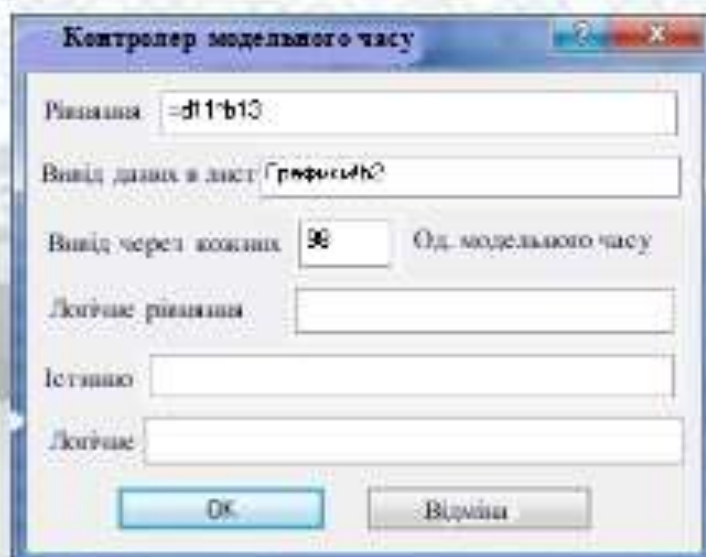 Контролер модельного часу
Рівняння =d11*b13
Вивід даних в лист Графики!h2
Вивід через кожних 98 Од. модельного часу
Логічне рівняння
Істинно
Логічне
OK Відміна